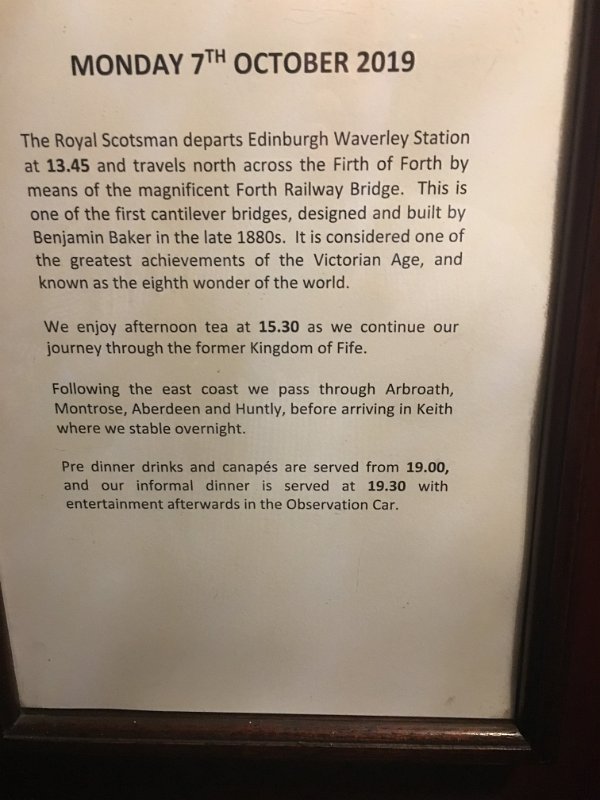 MONDAY 7TH OCTOBER 2019
The Royal Scotsman departs Edinburgh Waverley Station
at 13.45 and travels north across the Firth of Forth by
means of the magnificent Forth Railway Bridge. This is
one of the first cantilever bridges, designed and built by
Benjamin Baker in the late 1880s. It is considered one of
the greatest achievements of the Victorian Age, and
known as the eighth wonder of the world.
We enjoy afternoon tea at 15.30 as we continue our
journey through the former Kingdom of Fife.
Following the east coast we pass through Arbroath,
Montrose, Aberdeen and Huntly, before arriving in Keith
where we stable overnight.
Pre dinner drinks and canapés are served from 19.00,
and our informal dinner is served at 19.30 with
entertainment afterwards in the Observation Car.